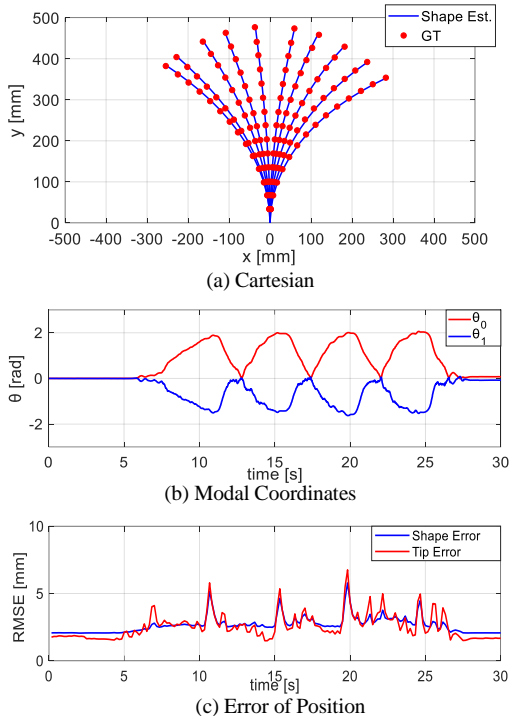 500
400
300
200
100
0
y [mm]
Shape Est.
GT
-500 -400 -300 -200 -100 0 100 200 300 400 500
x [mm]
(a) Cartesian
2
0
-2
θ [rad]
θ_0
θ_1
0 5 10 15 20 25 30
time [s]
(b) Modal Coordinates
10
5
0
RMSE [mm]
Shape Error
Tip Error
0 5 10 15 20 25 30
time [s]
(c) Error of Position